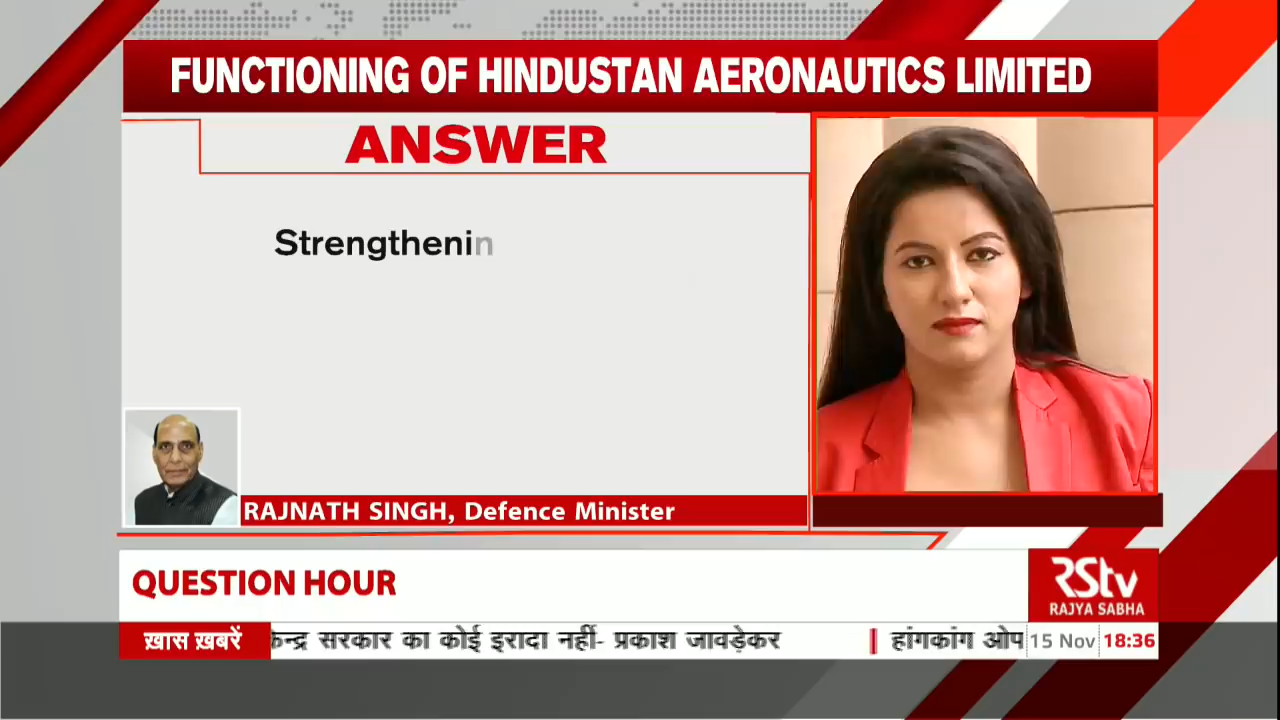 FUNCTIONING OF HINDUSTAN AERONAUTICS LIMITED
ANSWER
Strengthenin
RAJNATH SINGH, Defence Minister
QUESTION HOUR
RStv
RAJYA SABHA
ख़ास ख़बरें
केन्द्र सरकार का कोई इरादा नहीं- प्रकाश जावड़ेकर
हांगकांग ओप
15 Nov
18:36